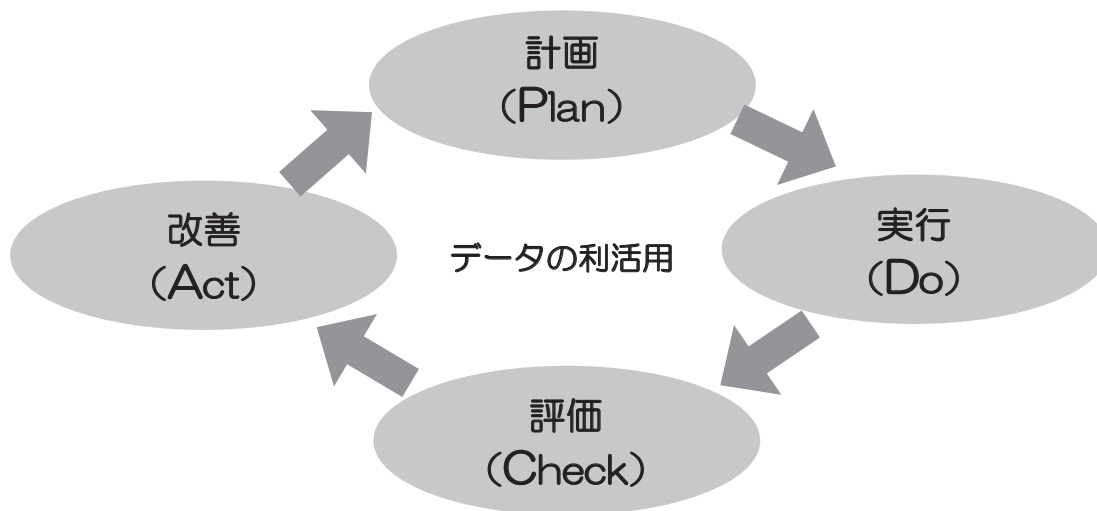 計画
(Plan)
実行
(Do)
データの利活用
改善
(Act)
評価
(Check)